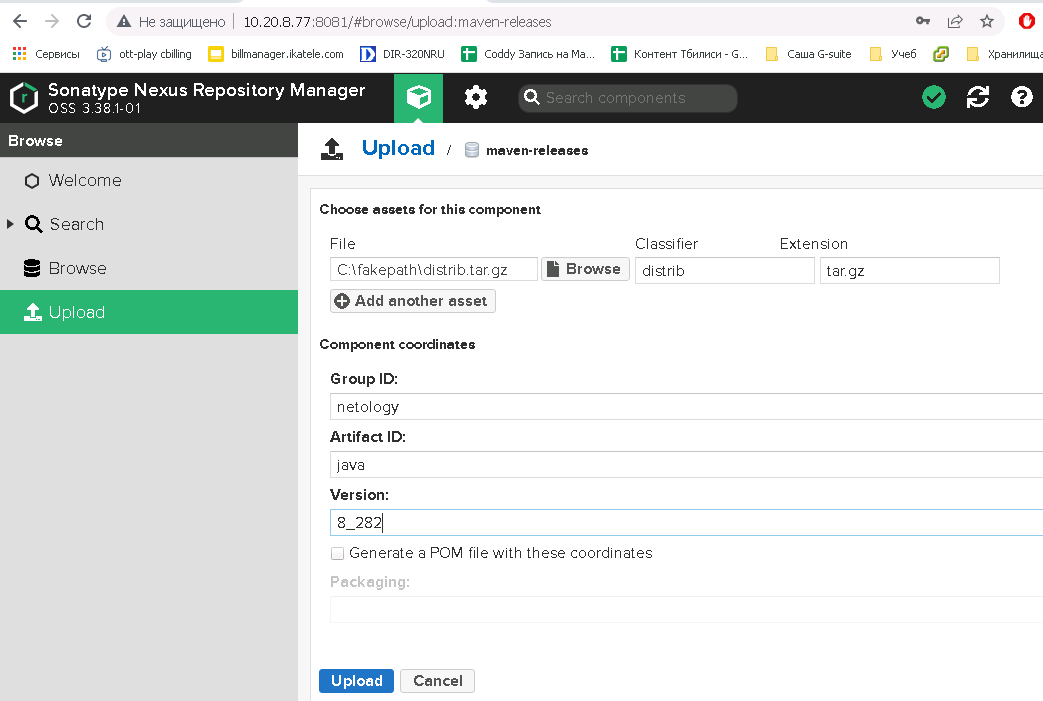 Не защищено 10.20.8.77:8081/#browse/upload:maven-releases
Сервисы ott-play cbilling billmanager.ikatele.com DIR-320NRU Coddy Запись на Ма... Контент Тбилиси - G... Саша G-suite Учеб Хранилища
Sonatype Nexus Repository Manager
OSS 3.38.1-01
Search components
Browse
Welcome
Search
Browse
Upload
Upload / maven-releases
Choose assets for this component
File Classifier Extension
C:\fakepath\distrib.tar.gz Browse distrib tar.gz
Add another asset
Component coordinates
Group ID:
netology
Artifact ID:
java
Version:
8_282
Generate a POM file with these coordinates
Packaging:
Upload Cancel